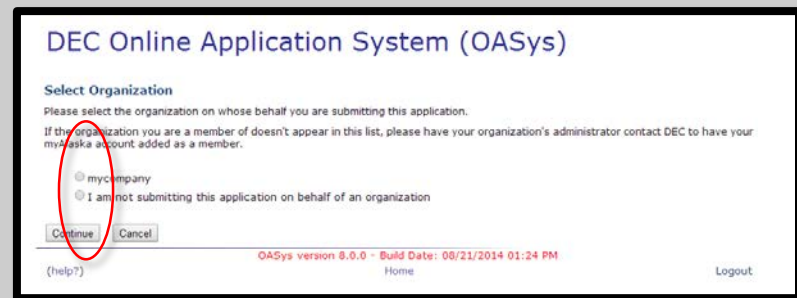 DEC Online Application System (OASys)
Select Organization
Please select the organization on whose behalf you are submitting this application.
If the organization you are a member of doesn't appear in this list, please have your organization's administrator contact DEC to have your
myAlaska account added as a member.
mycompany
I am not submitting this application on behalf of an organization
Continue Cancel
OASys version 8.0.0 - Build Date: 08/21/2014 01:24 PM
(help?) Home Logout